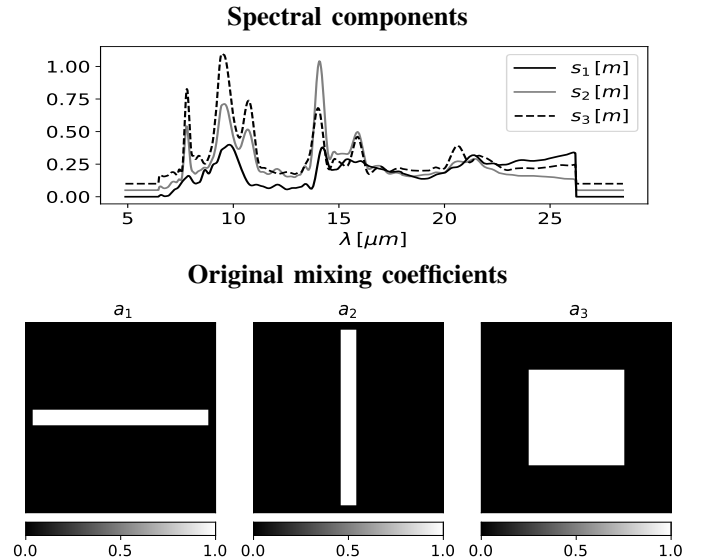 Spectral components
1.00
0.75
0.50
0.25
0.00
s₁ [m]
s₂ [m]
s₃ [m]
5 10 15 20 25
λ [μm]
Original mixing coefficients
a₁ a₂ a₃
0.0 0.5 1.0 0.0 0.5 1.0 0.0 0.5 1.0